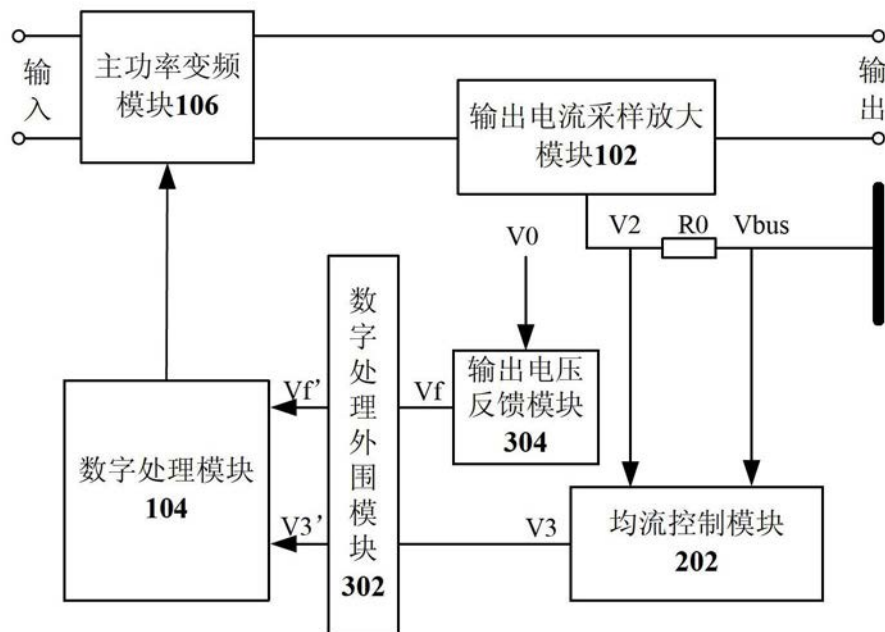 输入
主功率变频
模块106
输出电流采样放大
模块102
输出
V2
R0
Vbus
V0
数字处理外围模块
302
Vf'
Vf
输出电压
反馈模块
304
数字处理模块
104
V3'
V3
均流控制模块
202